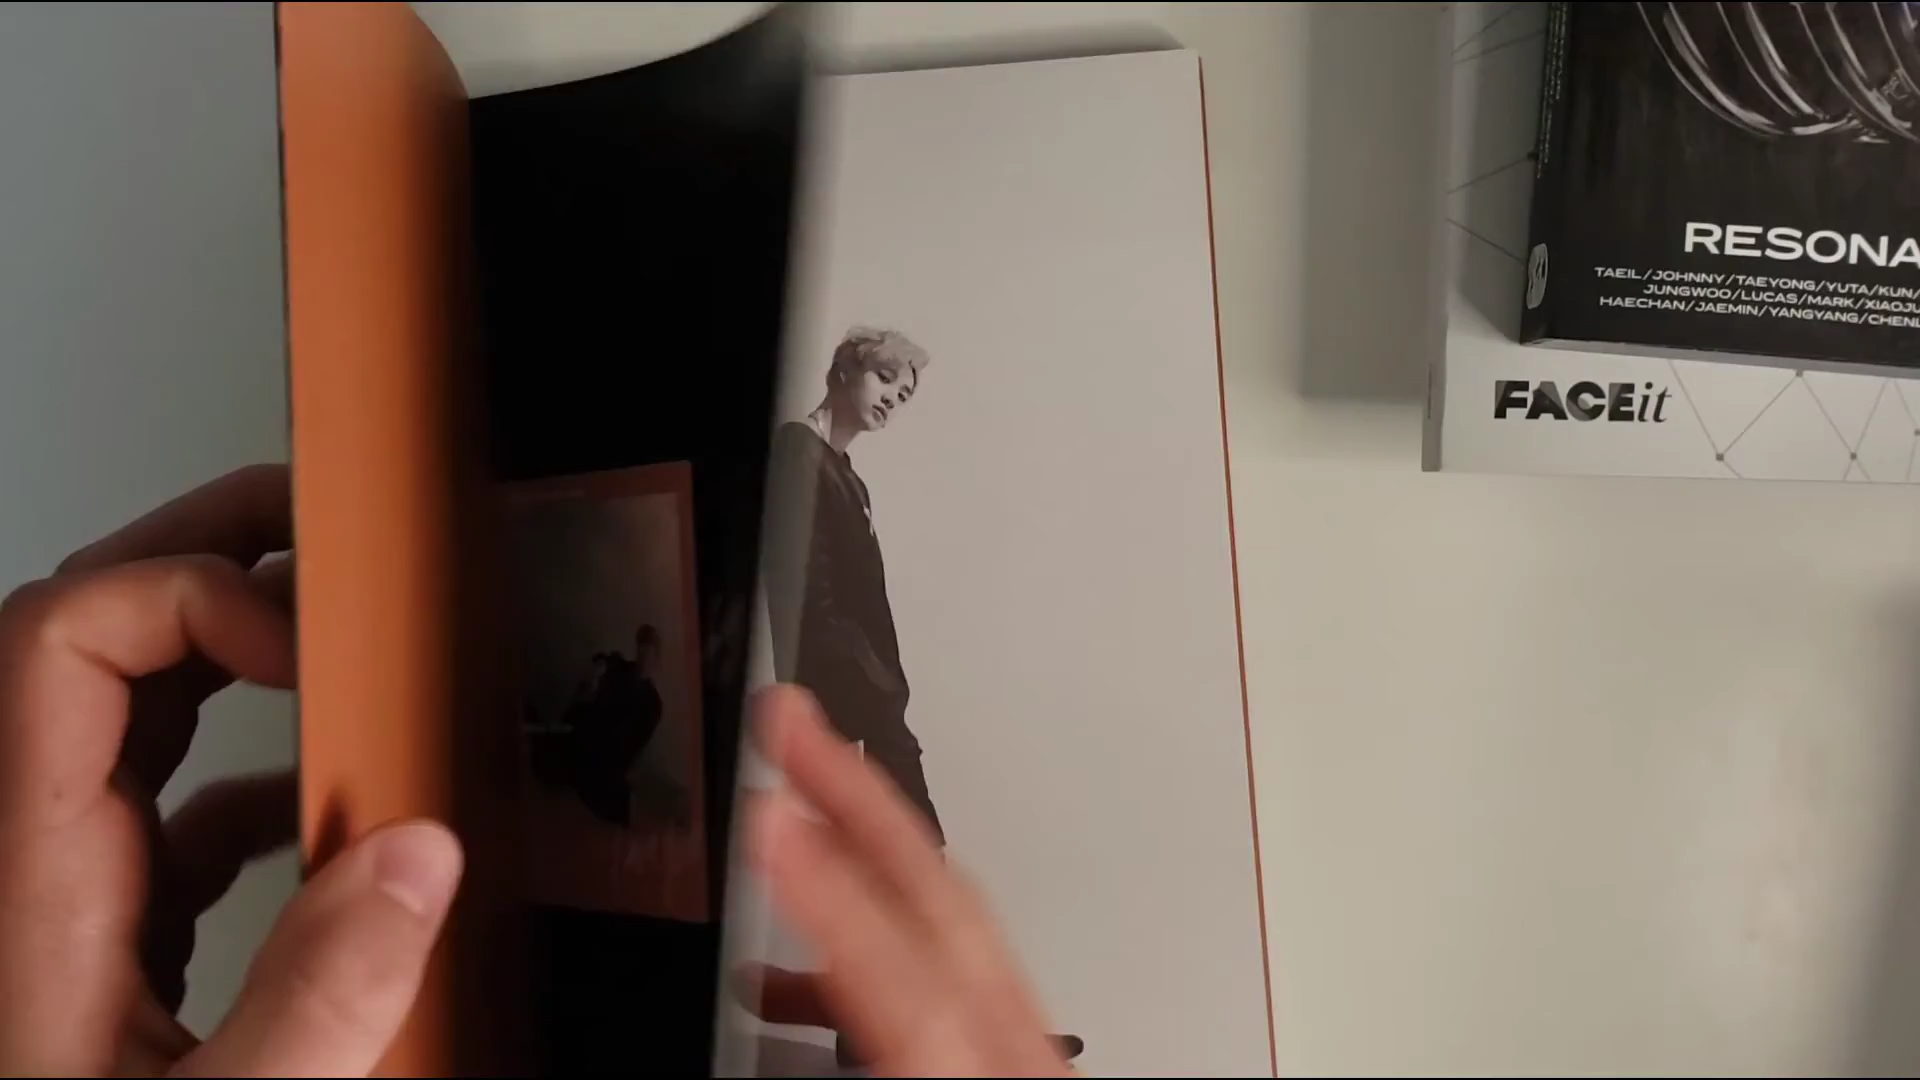 RESONA
TAEIL/JOHNNY/TAEYONG/YUTA/KUN/
JUNGWOO/LUCAS/MARK/XIAOJU
HAECHAN/JAEMIN/YANGYANG/CHENL
FACEit